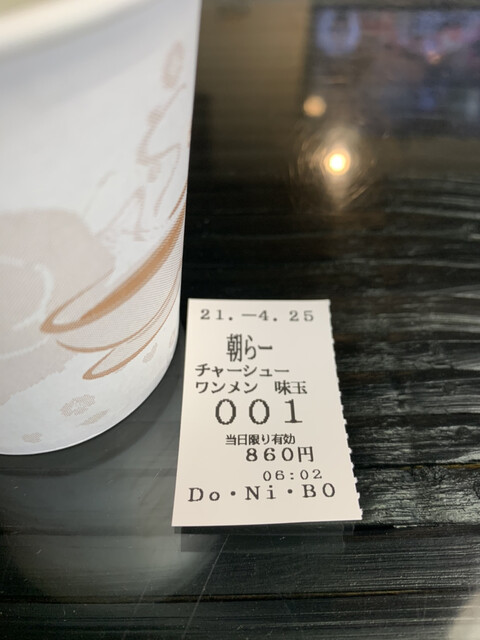 21.－4.25
朝らー
チャーシュー
ワンメン 味玉
001
当日限り有効
860円
06:02
Do・Ni・BO